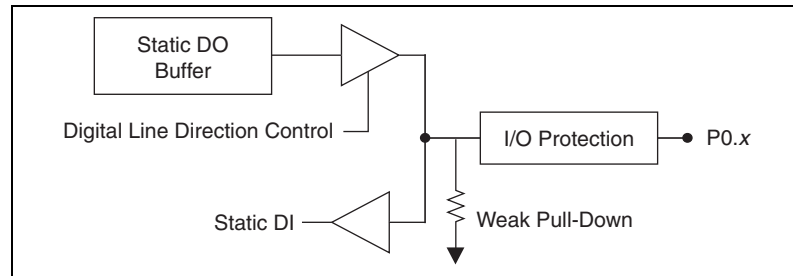 Static DO
Buffer
Digital Line Direction Control
I/O Protection
P0.x
Static DI
Weak Pull-Down